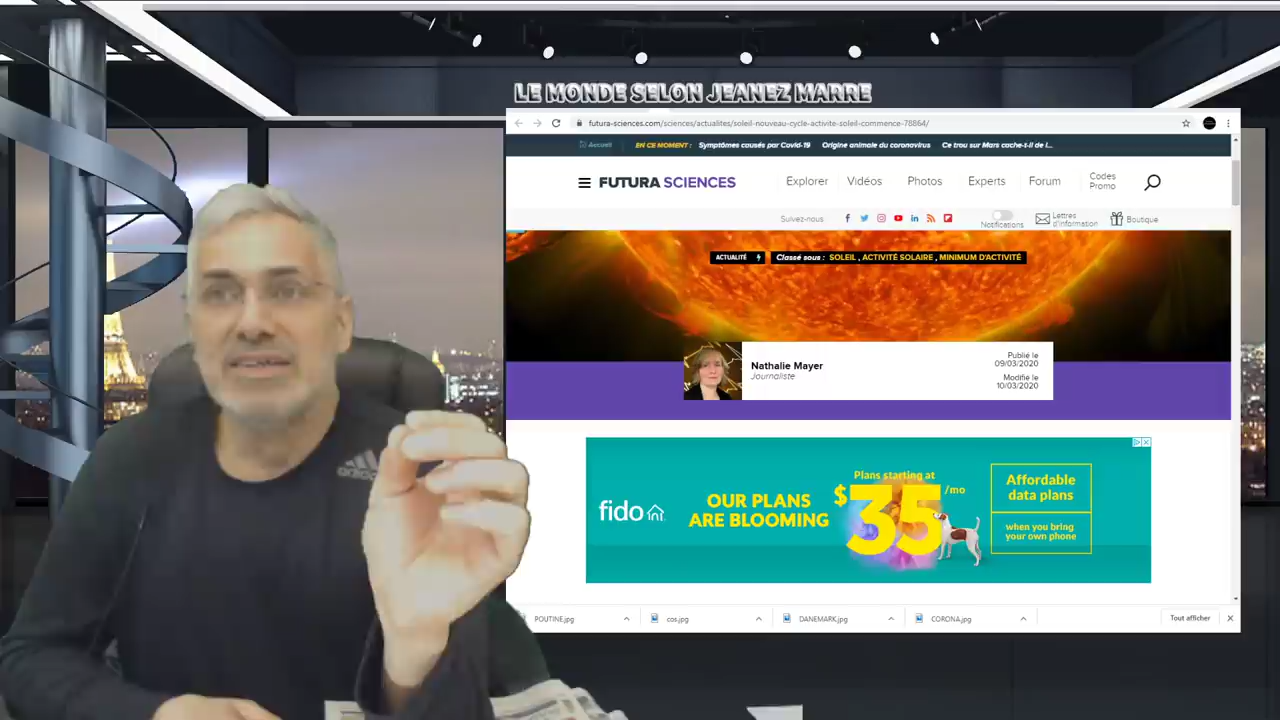 LE MONDE SELON JEANEZ MARRE
futura-sciences.com/sciences/actualites/soleil-nouveau-cycle-activite-soleil-commence-78864/
Accueil EN CE MOMENT : Symptômes causés par Covid-19 Origine animale du coronavirus Ce trou sur Mars cache-t-il de l...
FUTURA SCIENCES Explorer Vidéos Photos Experts Forum Codes
Promo
Suivez-nous Notifications Lettres
d'information Boutique
ACTUALITÉ Classé sous : SOLEIL , ACTIVITÉ SOLAIRE , MINIMUM D'ACTIVITÉ
Nathalie Mayer
Journaliste
Publié le
09/03/2020
Modifié le
10/03/2020
fido
OUR PLANS
ARE BLOOMING
Plans starting at
$35/mo
Affordable
data plans
when you bring
your own phone
adidas
POUTINE.jpg cos.jpg DANEMARK.jpg CORONA.jpg Tout afficher